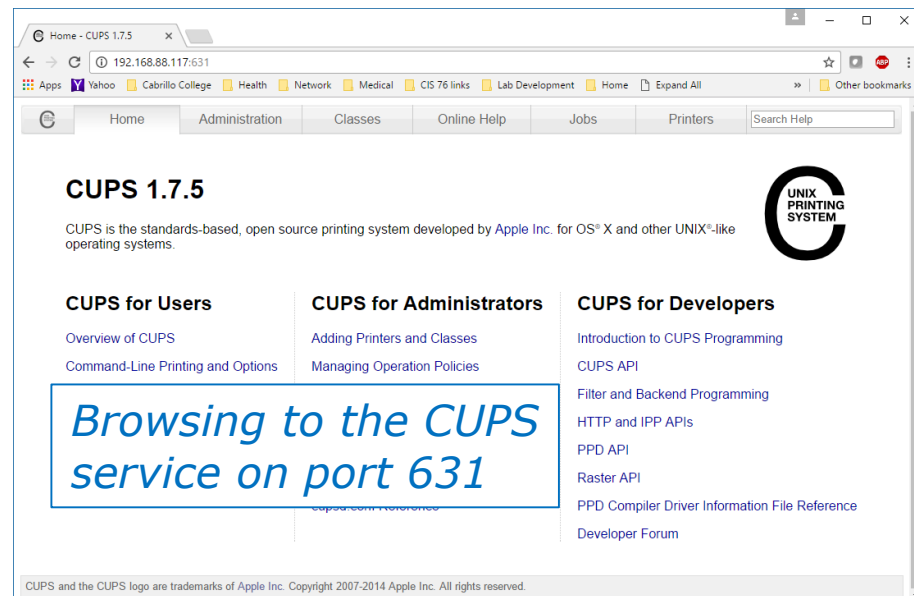 Home - CUPS 1.7.5
192.168.88.117:631
Apps Yahoo Cabrillo College Health Network Medical CIS 76 links Lab Development Home Expand All » Other bookmarks
ABP
Home Administration Classes Online Help Jobs Printers Search Help
CUPS 1.7.5
CUPS is the standards-based, open source printing system developed by Apple Inc. for OS® X and other UNIX®-like
operating systems.
UNIX
PRINTING
SYSTEM
CUPS for Users
Overview of CUPS
Command-Line Printing and Options
CUPS for Administrators
Adding Printers and Classes
Managing Operation Policies
CUPS for Developers
Introduction to CUPS Programming
CUPS API
Filter and Backend Programming
HTTP and IPP APIs
PPD API
Raster API
PPD Compiler Driver Information File Reference
Developer Forum
Browsing to the CUPS
service on port 631
CUPS and the CUPS logo are trademarks of Apple Inc. Copyright 2007-2014 Apple Inc. All rights reserved.